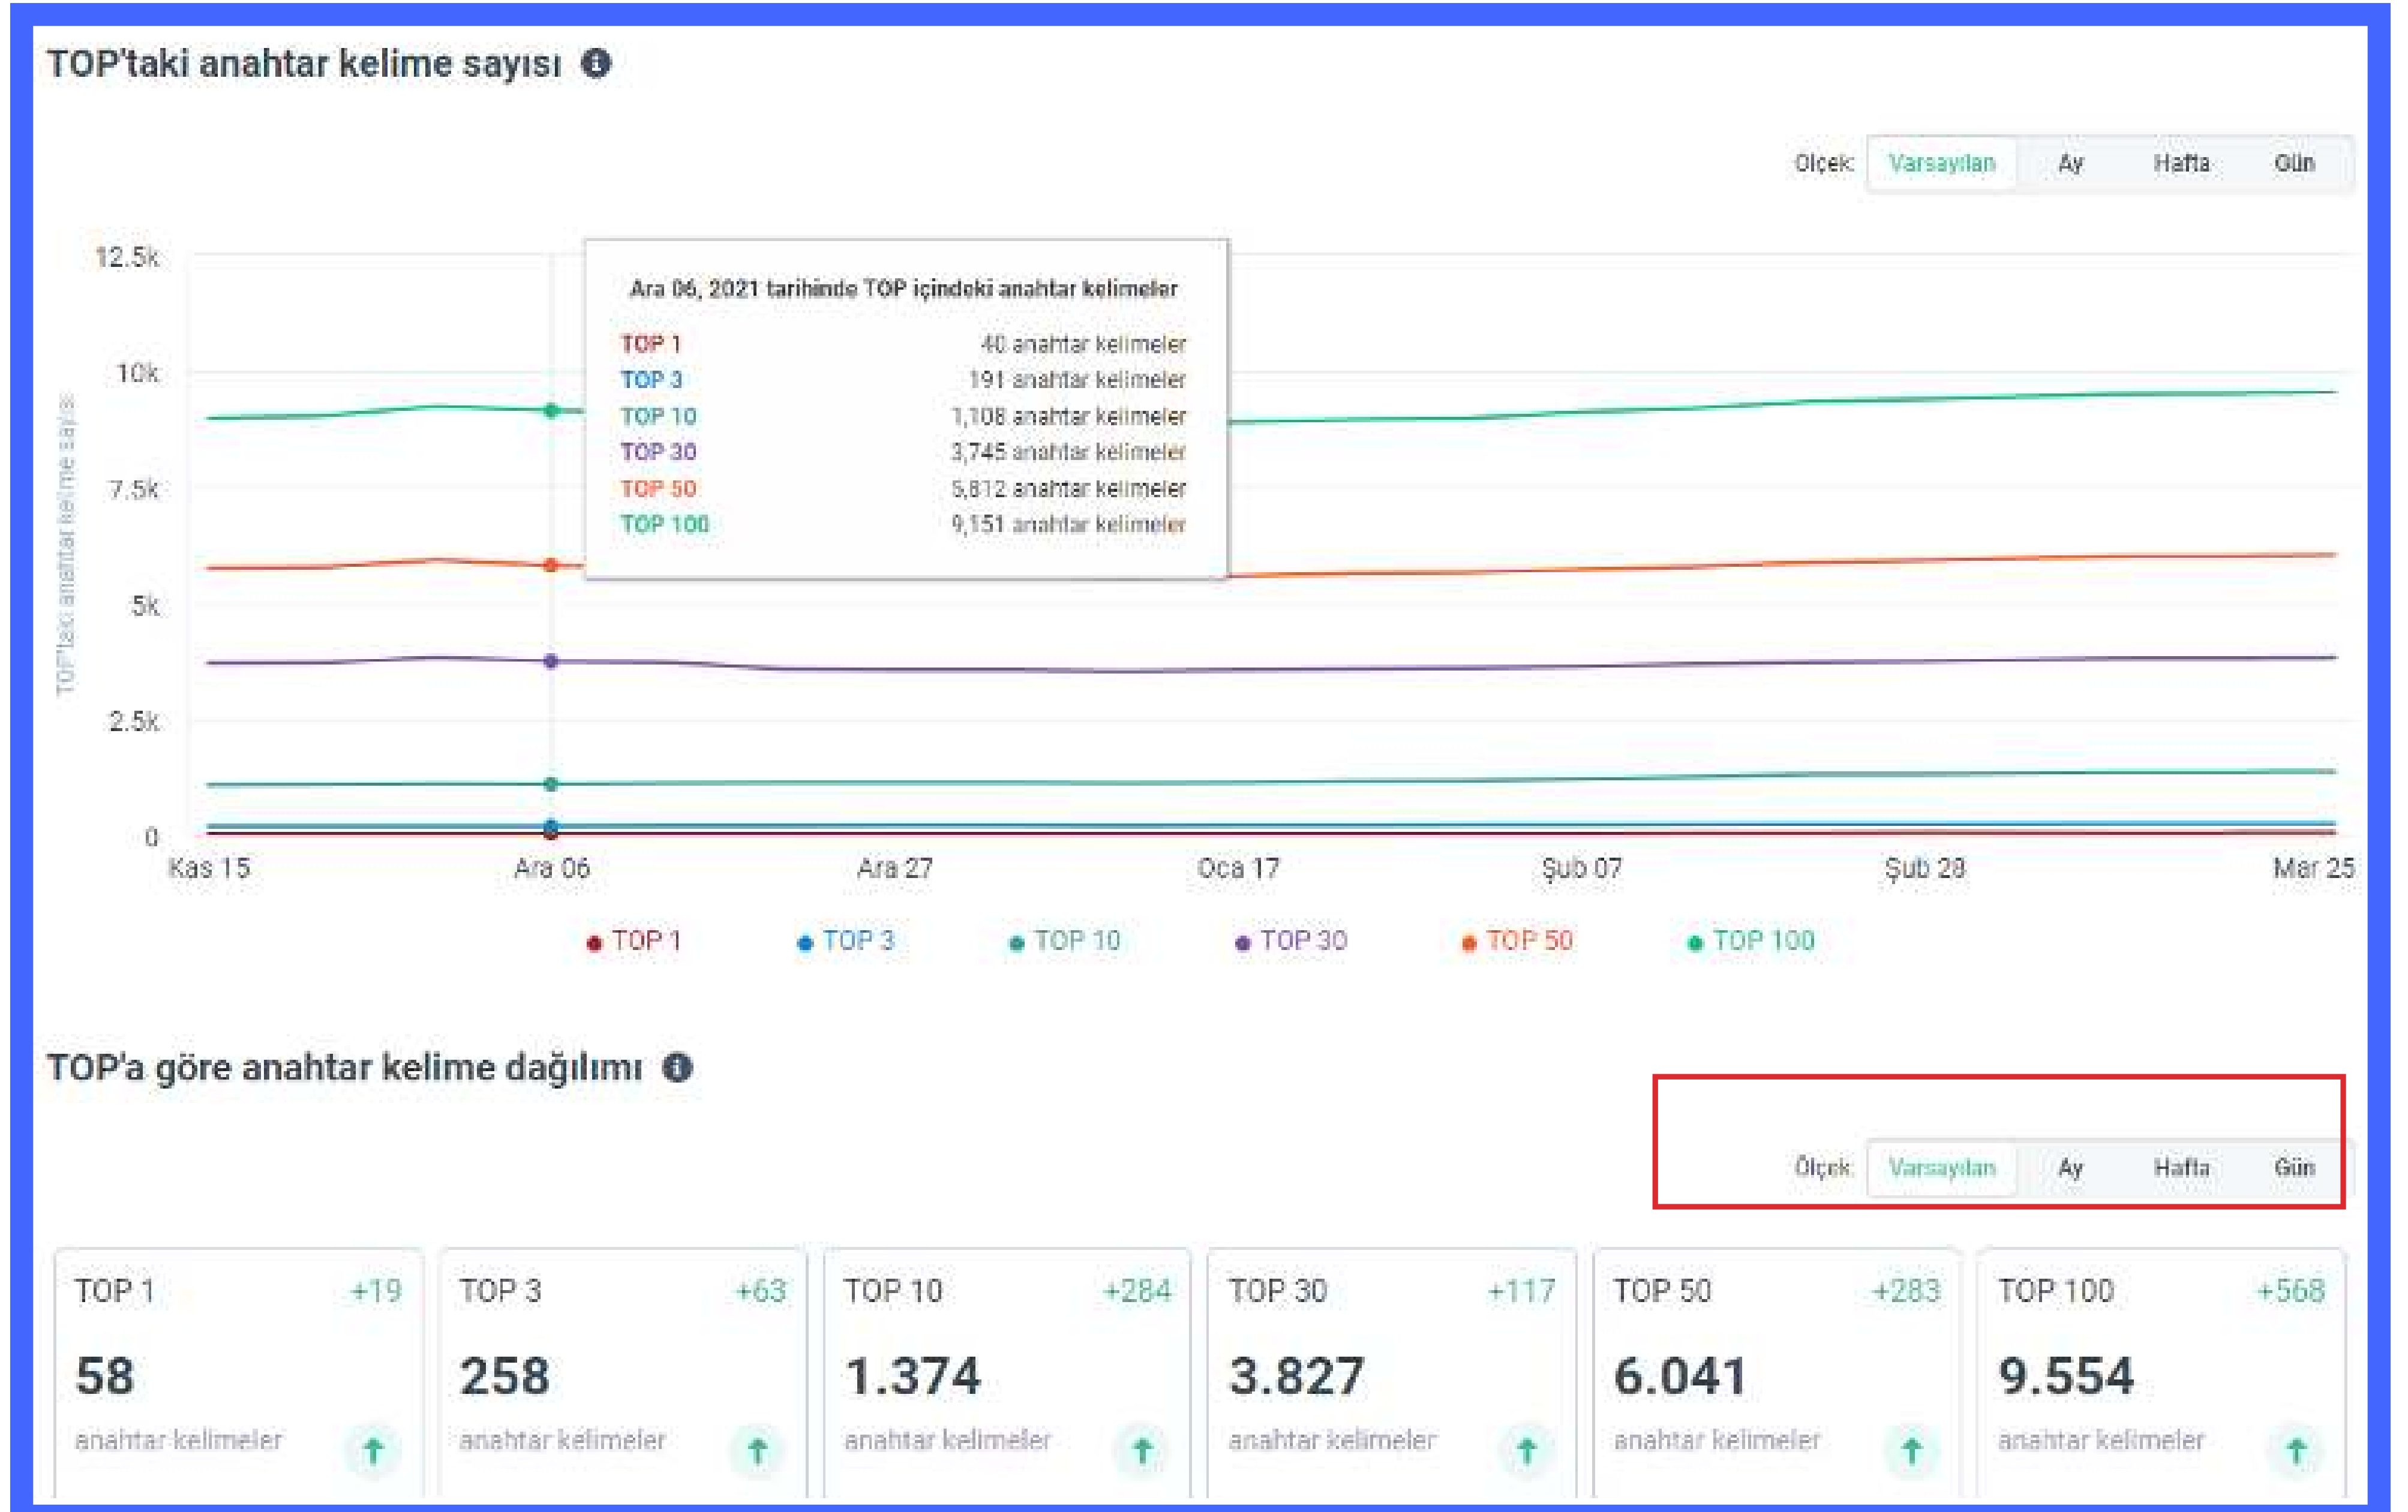 TOP'taki anahtar kelime sayısı
Ölçek: Varsayılan Ay Hafta Gün
12.5k
10k
7.5k
5k
2.5k
0
TOP'taki anahtar kelime sayısı
Ara 06, 2021 tarihinde TOP içindeki anahtar kelimeler
TOP 1 40 anahtar kelimeler
TOP 3 191 anahtar kelimeler
TOP 10 1,108 anahtar kelimeler
TOP 30 3,745 anahtar kelimeler
TOP 50 5,812 anahtar kelimeler
TOP 100 9,151 anahtar kelimeler
Kas 15 Ara 06 Ara 27 Oca 17 Şub 07 Şub 28 Mar 25
TOP 1 TOP 3 TOP 10 TOP 30 TOP 50 TOP 100
TOP'a göre anahtar kelime dağılımı
Ölçek Varsayılan Ay Hafta Gün
TOP 1 +19 TOP 3 +63 TOP 10 +284 TOP 30 +117 TOP 50 +283 TOP 100 +568
58 258 1.374 3.827 6.041 9.554
anahtar kelimeler anahtar kelimeler anahtar kelimeler anahtar kelimeler anahtar kelimeler anahtar kelimeler